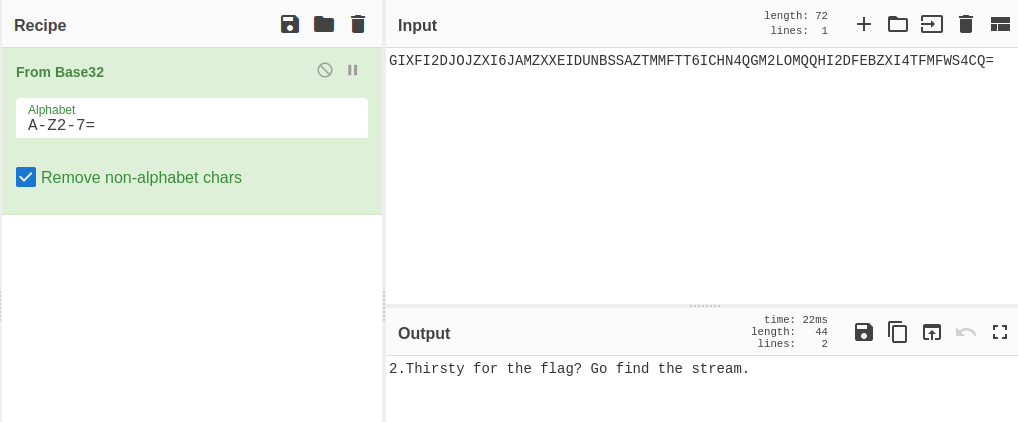 Recipe
From Base32
Alphabet
A-Z2-7=
Remove non-alphabet chars
Input
length: 72
lines: 1
GIXFI2DJOJZXI6JAMZXXEIDUNBSSAZTMMFTT6ICHN4QGM2LOMQQHI2DFEBZXI4TFMFWS4CQ=
Output
time: 22ms
length: 44
lines: 2
2.Thirsty for the flag? Go find the stream.